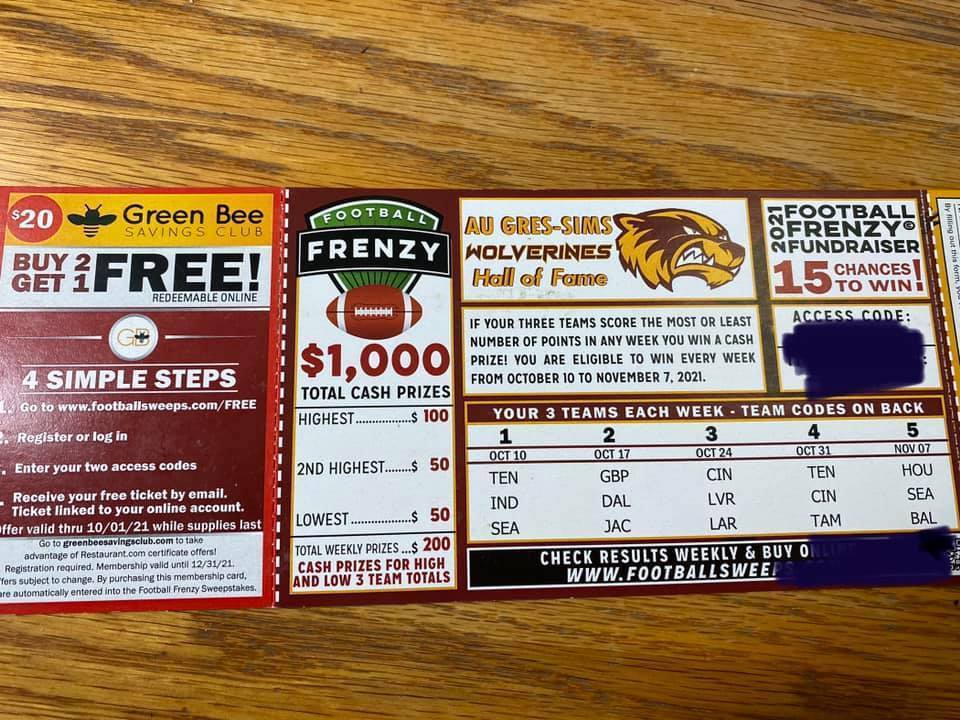 $20
Green Bee
SAVINGS CLUB
BUY 2
GET 1
FREE!
REDEEMABLE ONLINE
GB
4 SIMPLE STEPS
Go to www.footballsweeps.com/FREE
Register or log in
Enter your two access codes
Receive your free ticket by email.
Ticket linked to your online account.
Offer valid thru 10/01/21 while supplies last
Go to greenbeesavingsclub.com to take
advantage of Restaurant.com certificate offers!
Registration required. Membership valid until 12/31/21.
subject to change. By purchasing this membership card,
are automatically entered into the Football Frenzy Sweepstakes.
FOOTBALL
FRENZY
$1,000
TOTAL CASH PRIZES
HIGHEST..............$ 100
2ND HIGHEST........$ 50
LOWEST...............$ 50
TOTAL WEEKLY PRIZES ...$ 200
CASH PRIZES FOR HIGH
AND LOW 3 TEAM TOTALS
AU GRES-SIMS
WOLVERINES
Hall of Fame
2021 FOOTBALL
FRENZY©
FUNDRAISER
15 CHANCES
TO WIN!
IF YOUR THREE TEAMS SCORE THE MOST OR LEAST
NUMBER OF POINTS IN ANY WEEK YOU WIN A CASH
PRIZE! YOU ARE ELIGIBLE TO WIN EVERY WEEK
FROM OCTOBER 10 TO NOVEMBER 7, 2021.
ACCESS CODE:
YOUR 3 TEAMS EACH WEEK - TEAM CODES ON BACK
1 2 3 4 5
OCT 10 OCT 17 OCT 24 OCT 31 NOV 07
TEN GBP CIN TEN HOU
IND DAL LVR CIN SEA
SEA JAC LAR TAM BAL
CHECK RESULTS WEEKLY & BUY
WWW.FOOTBALLSWEEP
By filling out this form,